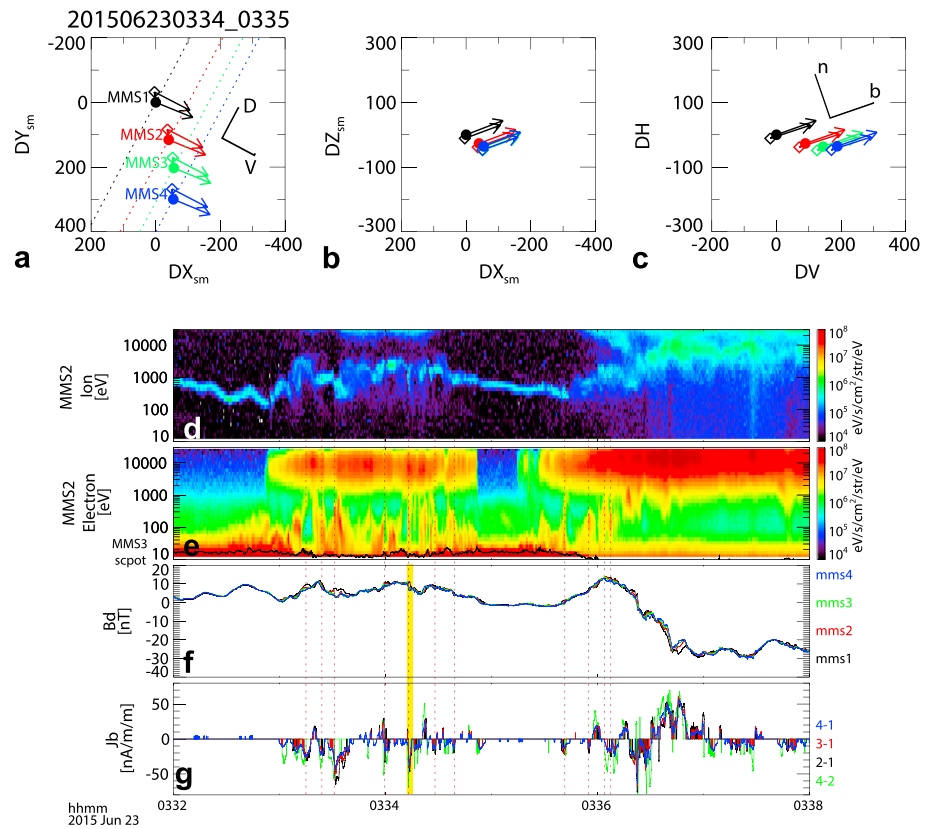 201506230334_0335
-200
0
200
400
DYsm
MMS1
MMS2
MMS3
MMS4
D
V
200 0 -200 -400
DXsm
a
300
100
-100
-300
DZsm
200 0 -200 -400
DXsm
b
300
100
-100
-300
DH
n
b
-200 0 200 400
DV
c
MMS2
Ion
[eV]
10000
1000
100
10
d
10^8
10^7
10^6
10^5
10^4
eV/s/cm^2/str/eV
MMS2
Electron
[eV]
10000
1000
100
10
MMS3
scpot
e
10^8
10^7
10^6
10^5
10^4
eV/s/cm^2/str/eV
Bd
[nT]
20
10
0
-10
-20
-30
-40
f
mms4
mms3
mms2
mms1
Jb
[nA/m/m]
50
0
-50
g
4-1
3-1
2-1
4-2
0332 0334 0336 0338
hhmm
2015 Jun 23